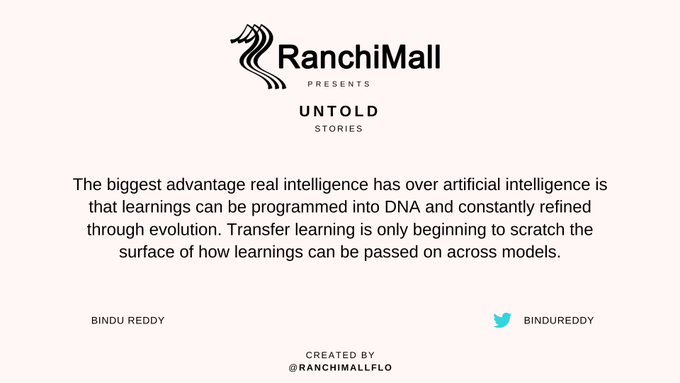 RanchiMall
PRESENTS
UNTOLD
STORIES
The biggest advantage real intelligence has over artificial intelligence is
that learnings can be programmed into DNA and constantly refined
through evolution. Transfer learning is only beginning to scratch the
surface of how learnings can be passed on across models.
BINDU REDDY
BINDUREDDY
CREATED BY
@RANCHIMALLFLO